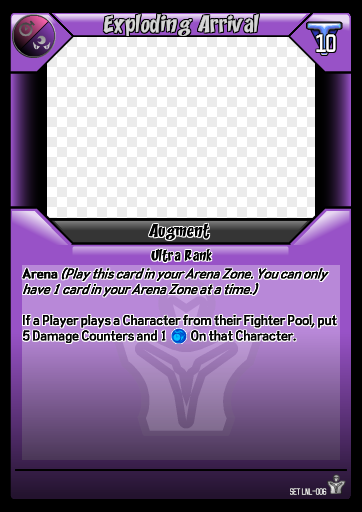 Exploding Arrival
10
Augment
Ultra Rank
Arena (Play this card in your Arena Zone. You can only
have 1 card in your Arena Zone at a time.)
If a Player plays a Character from their Fighter Pool, put
5 Damage Counters and 1 On that Character.
SET LNL-006